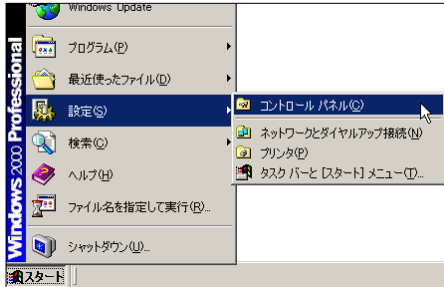 Windows Update
プログラム(P)
最近使ったファイル(D)
設定(S)
検索(C)
ヘルプ(H)
ファイル名を指定して実行(R)...
シャットダウン(U)...
コントロール パネル(C)
ネットワークとダイヤルアップ接続(N)
プリンタ(P)
タスク バーと [スタート] メニュー(T)...
Windows 2000 Professional
スタート